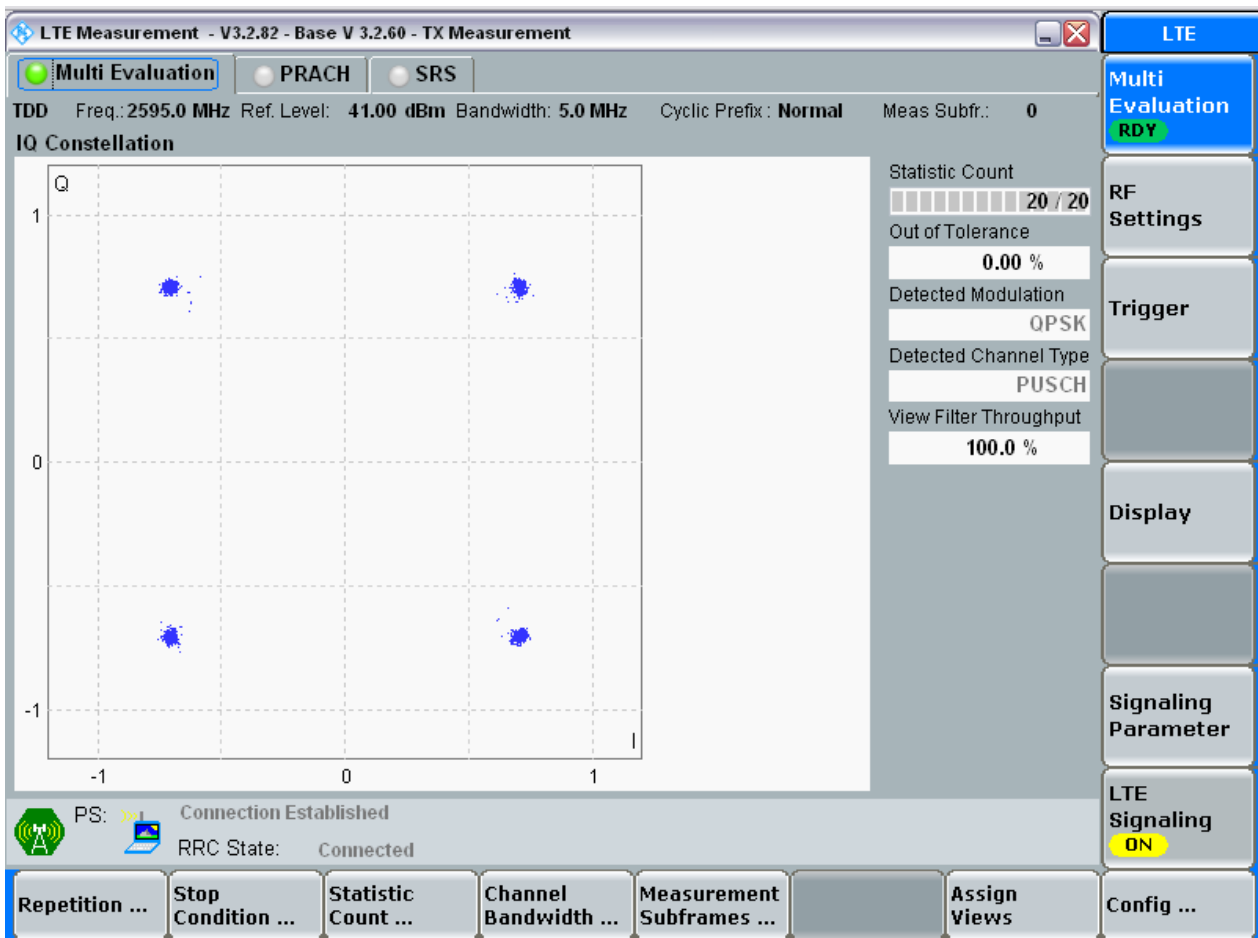 LTE Measurement - V3.2.82 - Base V 3.2.60 - TX Measurement
LTE
Multi Evaluation
PRACH
SRS
Multi
Evaluation
RDY
TDD Freq.: 2595.0 MHz Ref. Level: 41.00 dBm Bandwidth: 5.0 MHz Cyclic Prefix : Normal Meas Subfr.: 0
IQ Constellation
Q
1
0
-1
-1 0 1
I
Statistic Count
20 / 20
Out of Tolerance
0.00 %
Detected Modulation
QPSK
Detected Channel Type
PUSCH
View Filter Throughput
100.0 %
RF
Settings
Trigger
Display
Signaling
Parameter
LTE
Signaling
ON
PS: Connection Established
RRC State: Connected
Repetition ...
Stop
Condition ...
Statistic
Count ...
Channel
Bandwidth ...
Measurement
Subframes ...
Assign
Views
Config ...